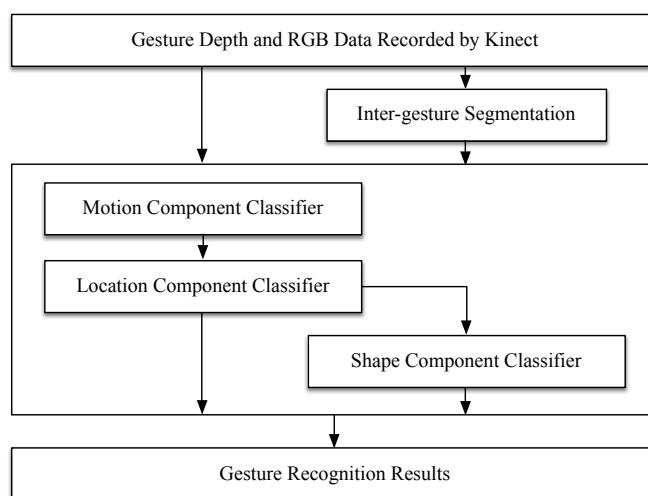 Gesture Depth and RGB Data Recorded by Kinect
Inter-gesture Segmentation
Motion Component Classifier
Location Component Classifier
Shape Component Classifier
Gesture Recognition Results